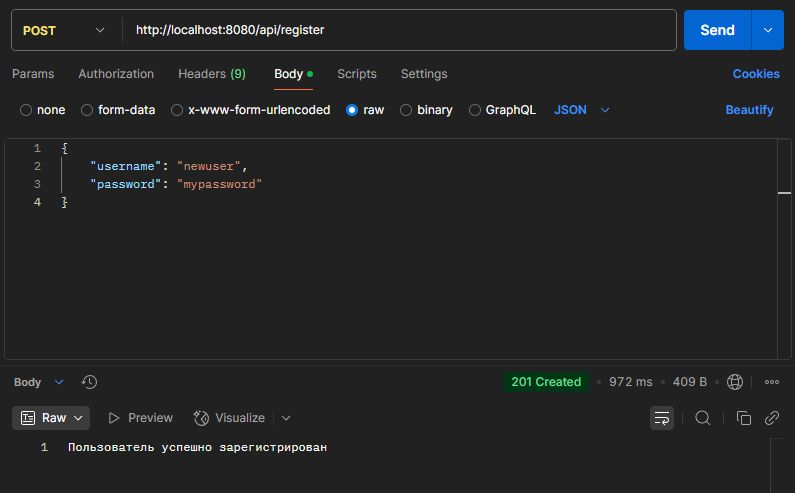 POST http://localhost:8080/api/register Send
Params Authorization Headers (9) Body Scripts Settings Cookies
none form-data x-www-form-urlencoded raw binary GraphQL JSON Beautify
1 {
2 "username": "newuser",
3 "password": "mypassword"
4 }
Body 201 Created 972 ms 409 B
Raw Preview Visualize
1 Пользователь успешно зарегистрирован